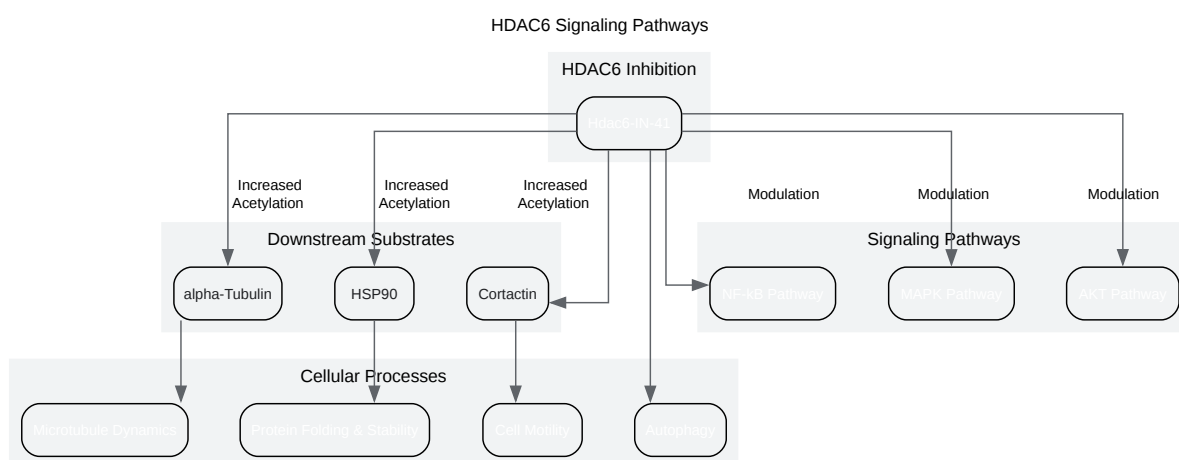 HDAC6 Signaling Pathways
HDAC6 Inhibition
Hdac6-IN-41
Increased
Acetylation
Increased
Acetylation
Increased
Acetylation
Modulation
Modulation
Modulation
Downstream Substrates
Signaling Pathways
alpha-Tubulin
HSP90
Cortactin
NF-kB Pathway
MAPK Pathway
AKT Pathway
Cellular Processes
Microtubule Dynamics
Protein Folding & Stability
Cell Motility
Autophagy